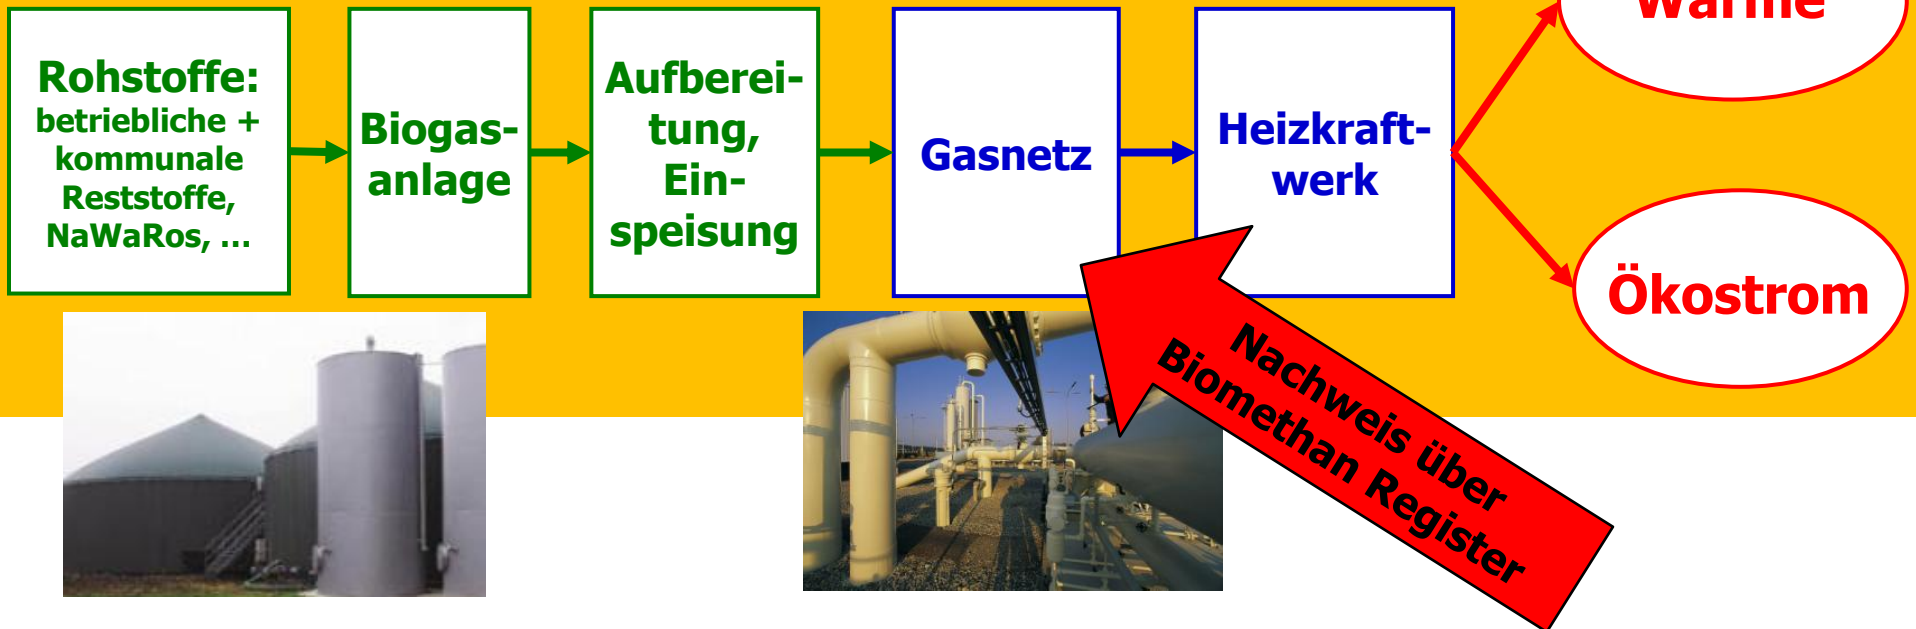 Rohstoffe:
betriebliche +
kommunale
Reststoffe,
NaWaRos, ...
Biogas-
anlage
Aufberei-
tung,
Ein-
speisung
Gasnetz
Heizkraft-
werk
Wärme
Ökostrom
Nachweis über
Biomethan Register